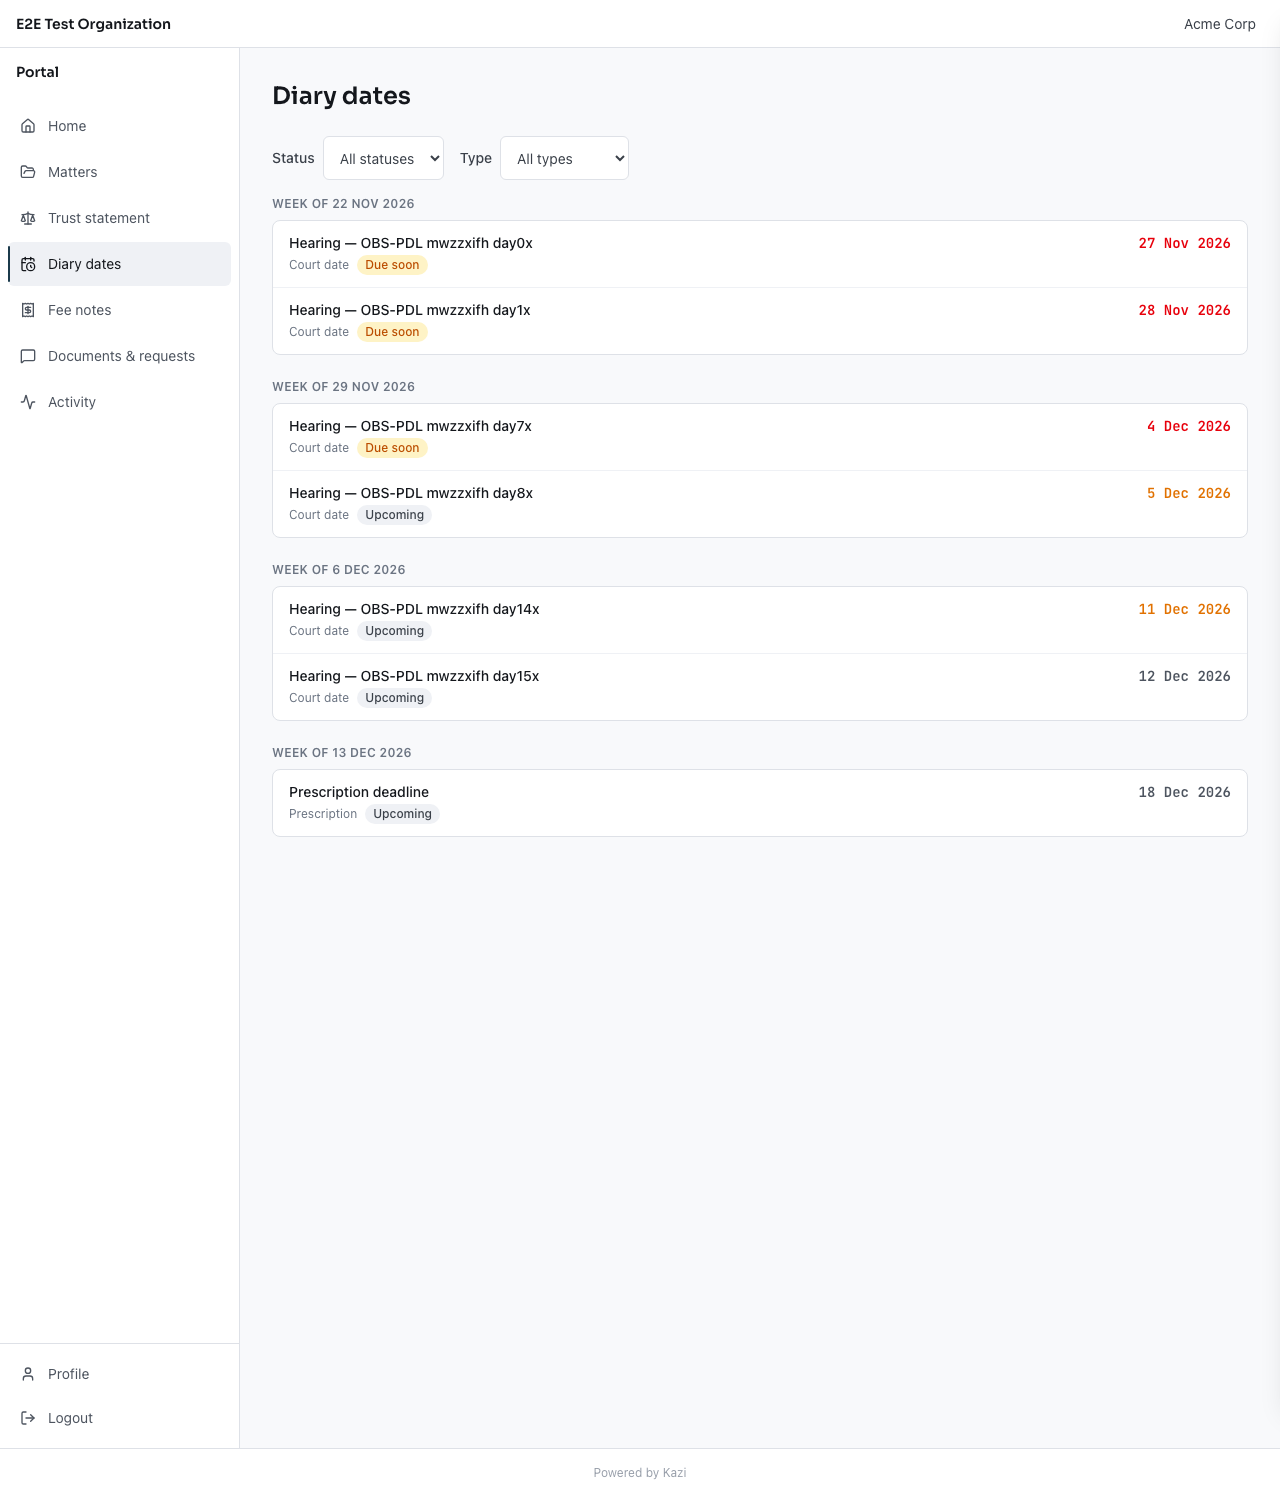 E2E Test Organization
Acme Corp
Portal
Home
Matters
Trust statement
Diary dates
Fee notes
Documents & requests
Activity
Profile
Logout
Diary dates
Status All statuses Type All types
WEEK OF 22 NOV 2026
Hearing — OBS-PDL mwzzxifh day0x 27 Nov 2026
Court date Due soon
Hearing — OBS-PDL mwzzxifh day1x 28 Nov 2026
Court date Due soon
WEEK OF 29 NOV 2026
Hearing — OBS-PDL mwzzxifh day7x 4 Dec 2026
Court date Due soon
Hearing — OBS-PDL mwzzxifh day8x 5 Dec 2026
Court date Upcoming
WEEK OF 6 DEC 2026
Hearing — OBS-PDL mwzzxifh day14x 11 Dec 2026
Court date Upcoming
Hearing — OBS-PDL mwzzxifh day15x 12 Dec 2026
Court date Upcoming
WEEK OF 13 DEC 2026
Prescription deadline 18 Dec 2026
Prescription Upcoming
Powered by Kazi